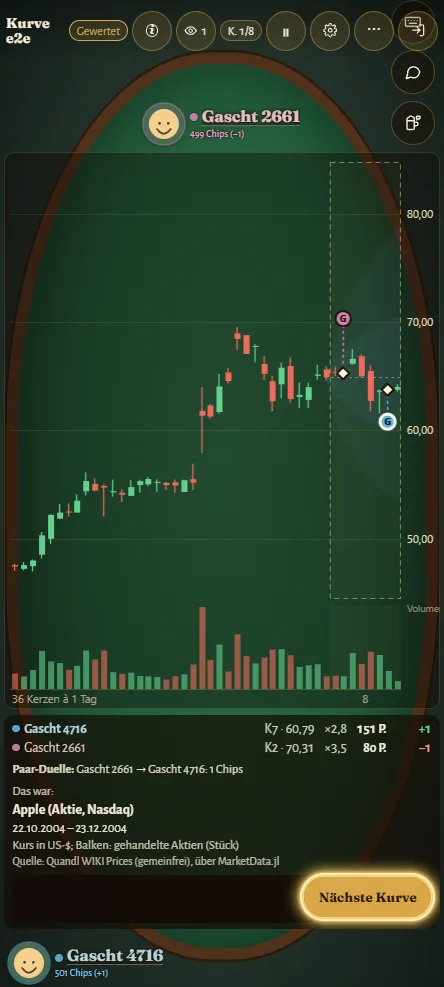 Kurve e2e
Gewertet
1
K. 1/8
Gascht 2661
499 Chips (−1)
80,00
70,00
G
G
60,00
50,00
Volume
36 Kerzen à 1 Tag
8
Gascht 4716 K7 · 60,79 ×2,8 151 P. +1
Gascht 2661 K2 · 70,31 ×3,5 80 P. −1
Paar-Duelle: Gascht 2661 → Gascht 4716: 1 Chips
Das war:
Apple (Aktie, Nasdaq)
22.10.2004 – 23.12.2004
Kurs in US-$; Balken: gehandelte Aktien (Stück)
Quelle: Quandl WIKI Prices (gemeinfrei), über MarketData.jl
Nächste Kurve
Gascht 4716
501 Chips (+1)